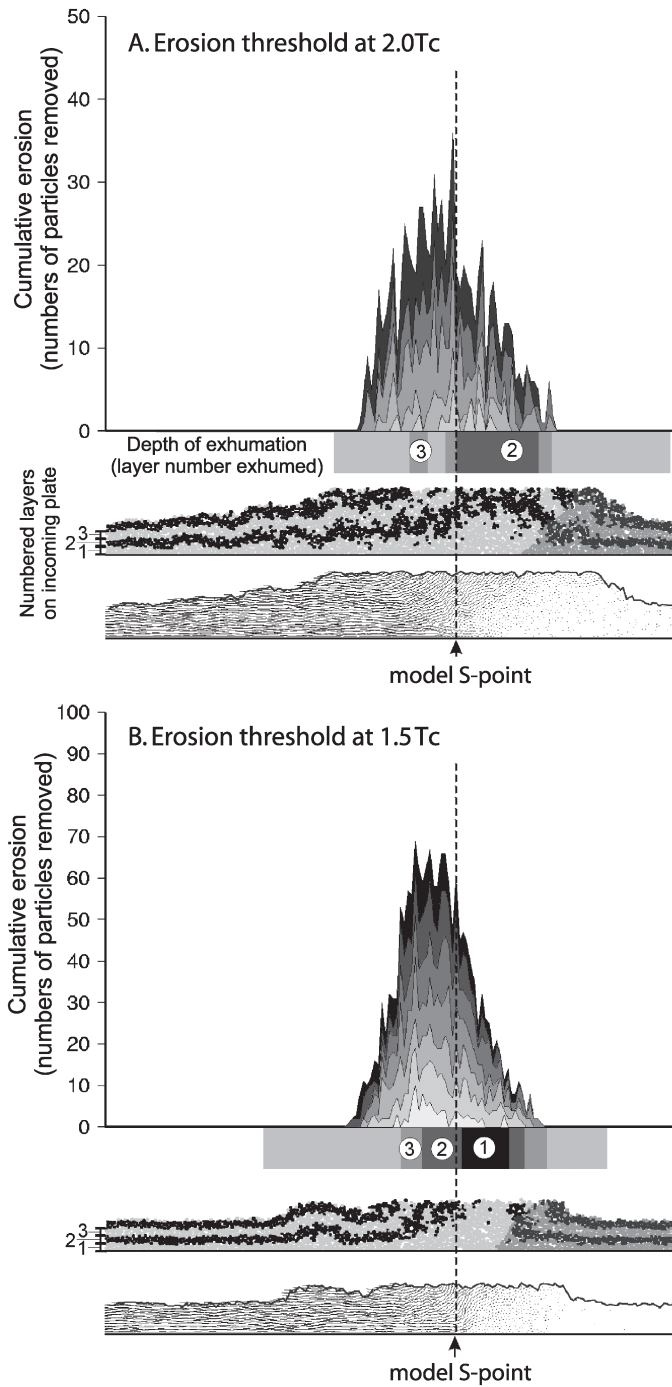 A. Erosion threshold at 2.0Tc
Cumulative erosion
(numbers of particles removed)
50
40
30
20
10
0
Depth of exhumation
(layer number exhumed)
3
2
Numbered layers
on incoming plate
3
2
1
model S-point
B. Erosion threshold at 1.5Tc
Cumulative erosion
(numbers of particles removed)
100
90
80
70
60
50
40
30
20
10
0
3
2
1
3
2
1
model S-point